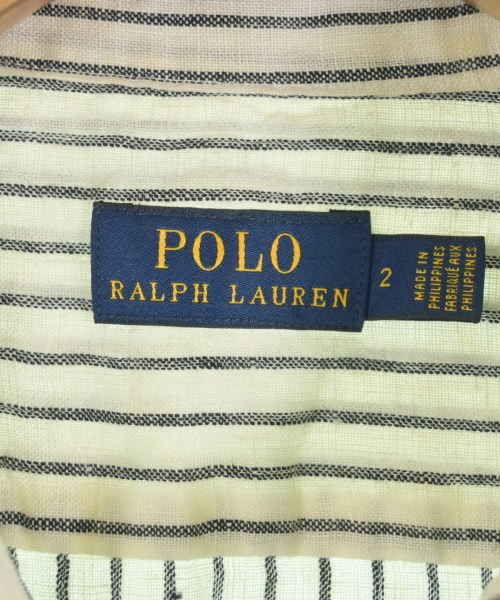 POLO
RALPH LAUREN
2
MADE IN
PHILIPPINES
FABRIQUÉ AUX
PHILIPPINES